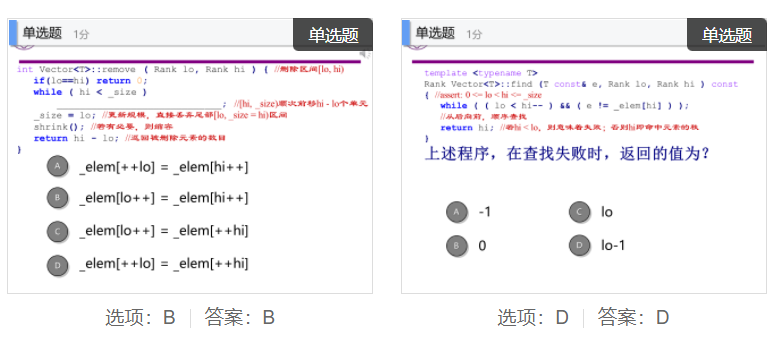 单选题 1分
单选题
int Vector<T>::remove ( Rank lo, Rank hi ) { //删除区间[lo, hi)
if(lo==hi) return 0;
while ( hi < _size )
____________________; //[hi, _size)顺次前移hi - lo个单元
_size = lo; //更新规模，直接丢弃尾部[lo, _size = hi)区间
shrink(); //若有必要，则缩容
return hi - lo; //返回被删除元素的数目
}
A _elem[++lo] = _elem[hi++]
B _elem[lo++] = _elem[hi++]
C _elem[lo++] = _elem[++hi]
D _elem[++lo] = _elem[++hi]
选项：B
答案：B
单选题 1分
单选题
template <typename T>
Rank Vector<T>::find (T const& e, Rank lo, Rank hi ) const
{ //assert: 0 <= lo < hi <= _size
while ( ( lo < hi-- ) && ( e != _elem[hi] ) );
//从后向前，顺序查找
return hi; //若hi < lo, 则意味着失败；否则hi即命中元素的秩
}
上述程序，在查找失败时，返回的值为？
A -1
C lo
B 0
D lo-1
选项：D
答案：D